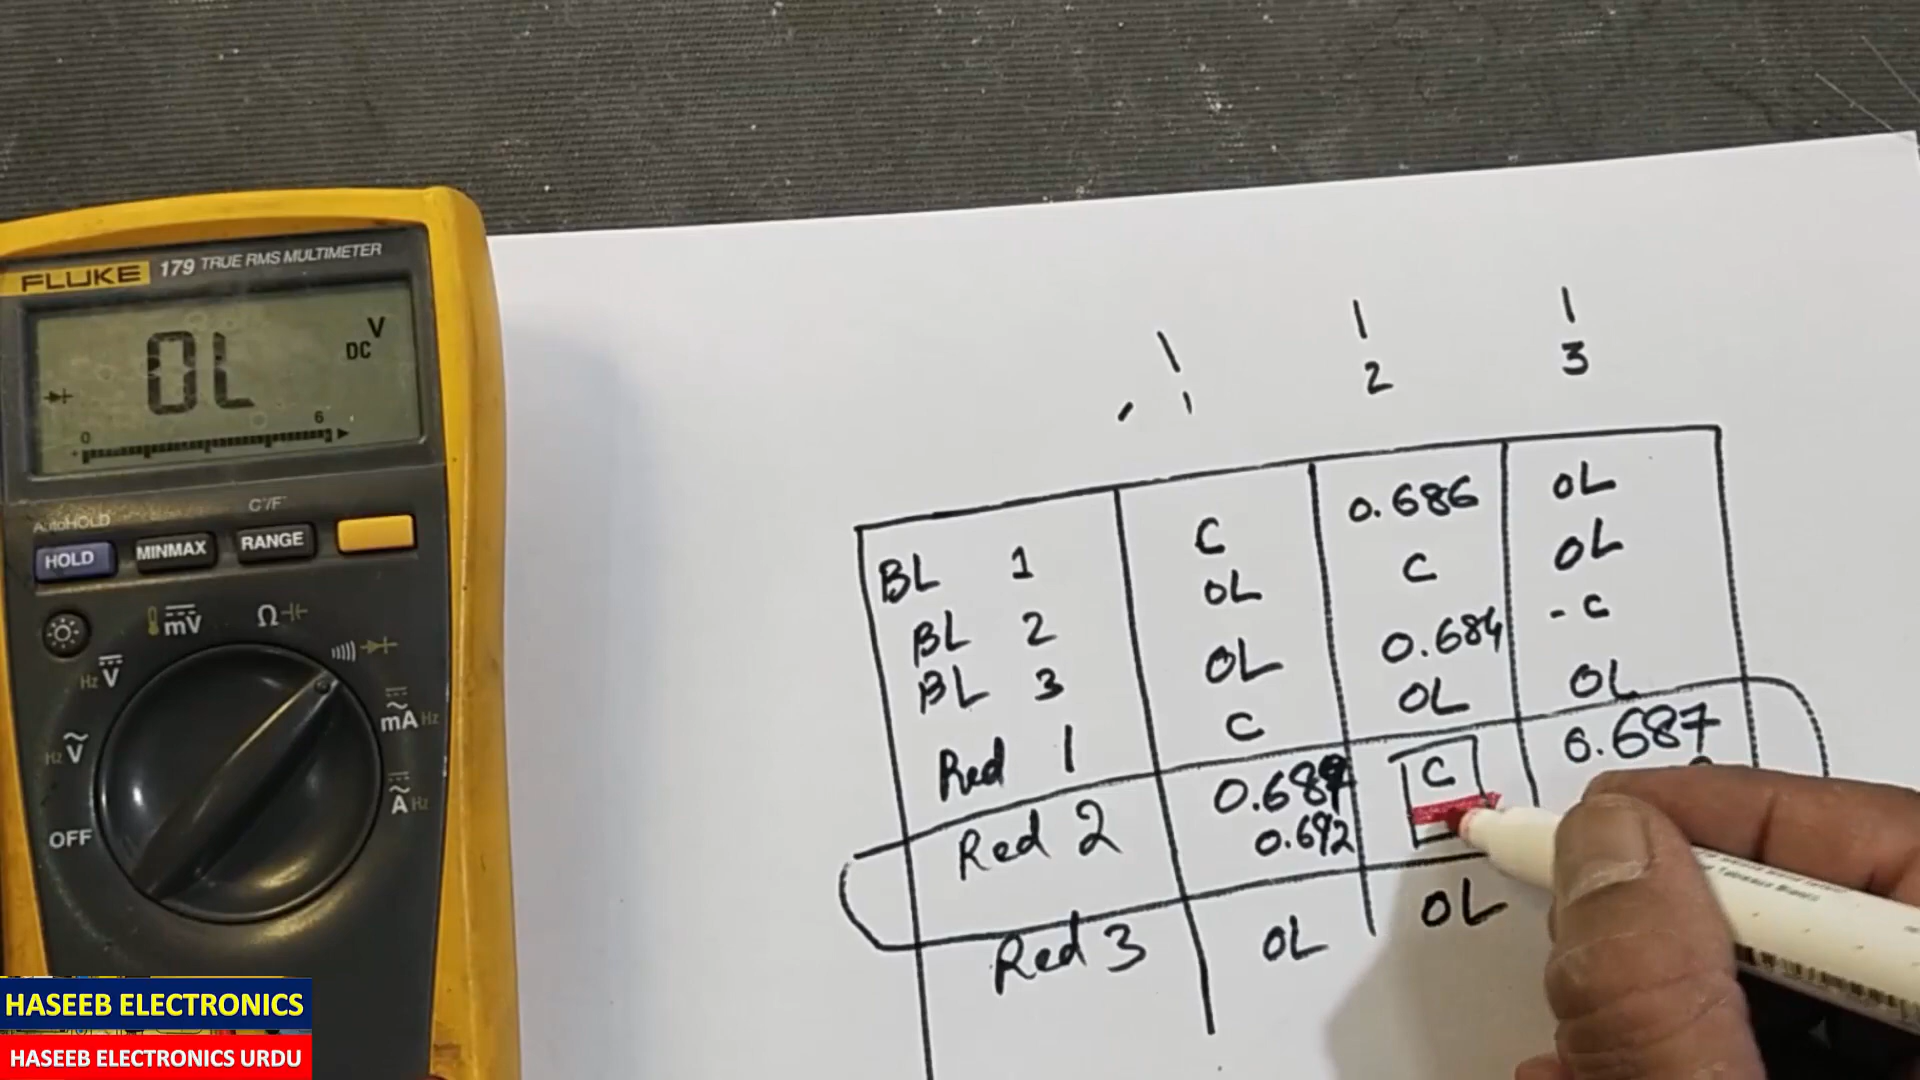 FLUKE 179 TRUE RMS MULTIMETER
OL
V
DC
0 6
AutoHOLD C°/F°
HOLD MINMAX RANGE
mV Ω
Hz V
mA Hz
Hz V
A Hz
OFF
1 2 3
BL 1 C 0.686 OL
BL 2 OL C OL
BL 3 OL 0.684 - C
Red 1 C OL OL
Red 2 0.689 C 0.687
0.692
Red 3 OL OL
HASEEB ELECTRONICS
HASEEB ELECTRONICS URDU